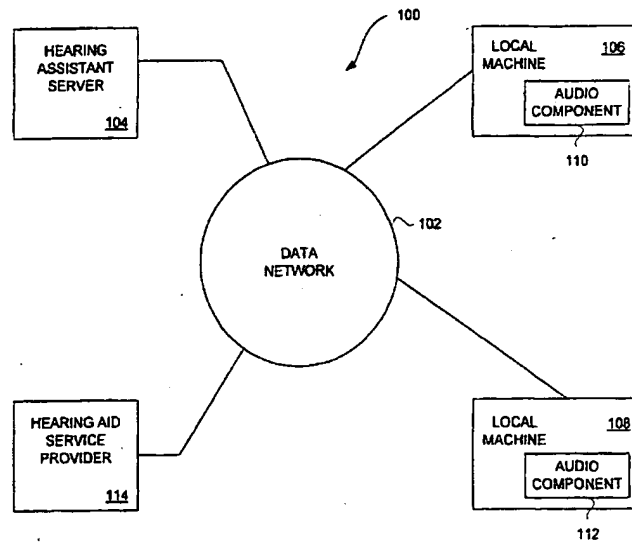 HEARING
ASSISTANT
SERVER
104
100
LOCAL
MACHINE
106
AUDIO
COMPONENT
110
102
DATA
NETWORK
HEARING AID
SERVICE
PROVIDER
114
LOCAL
MACHINE
108
AUDIO
COMPONENT
112